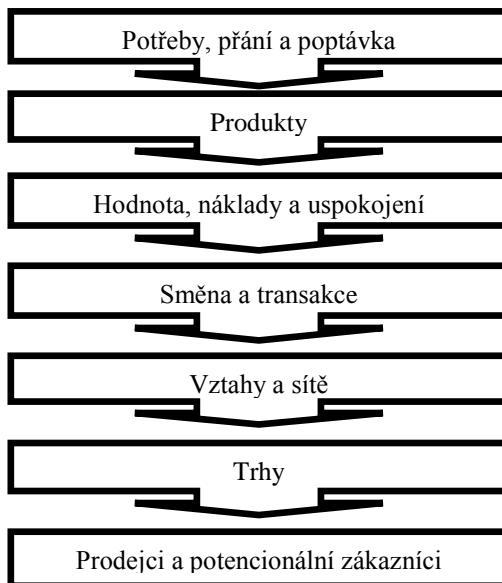 Potřeby, přání a poptávka
Produkty
Hodnota, náklady a uspokojení
Směna a transakce
Vztahy a sítě
Trhy
Prodejci a potencionální zákazníci